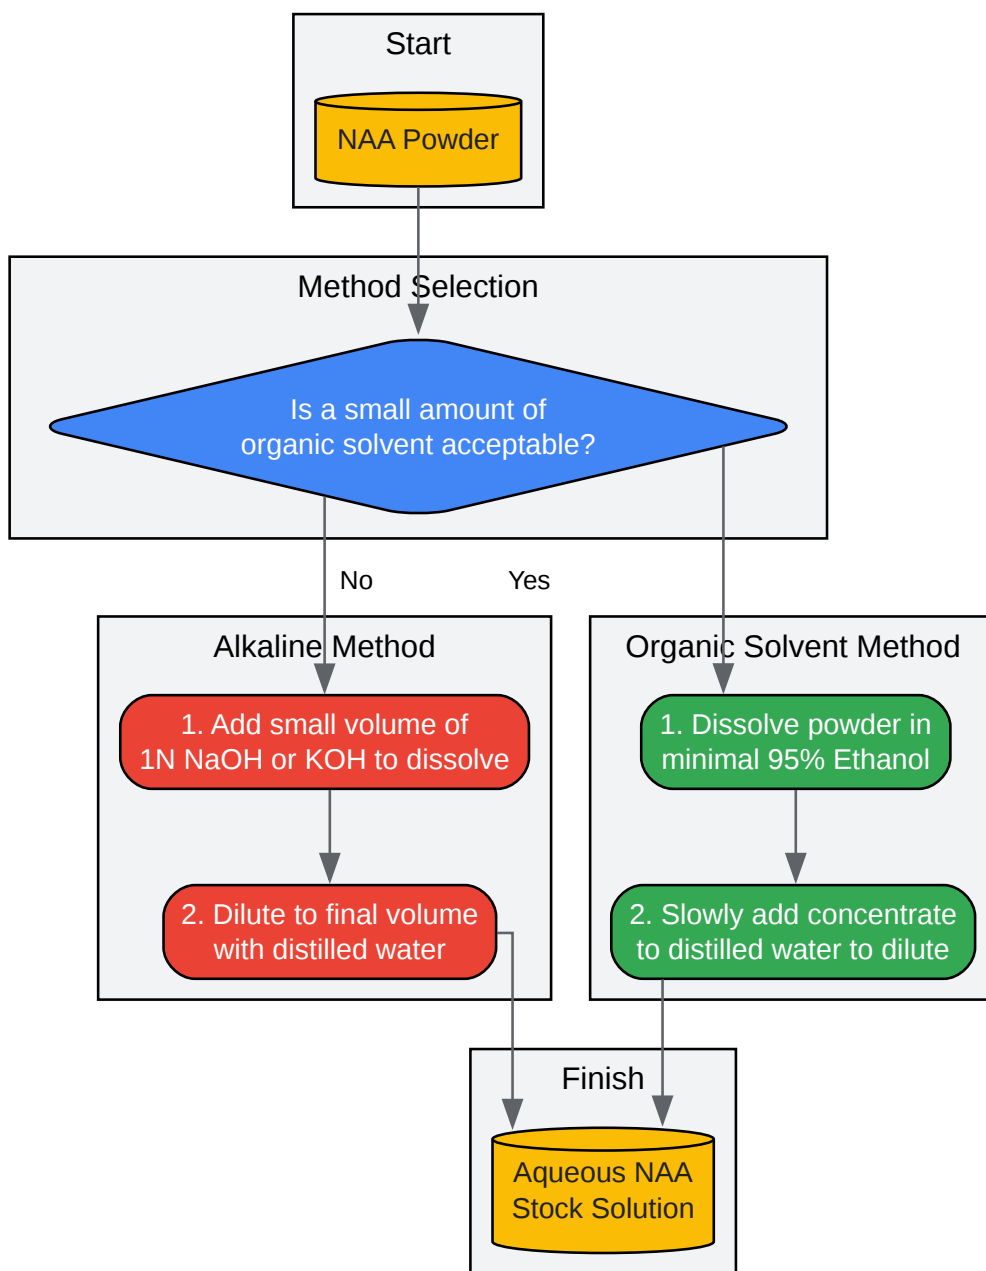 Start
NAA Powder
Method Selection
Is a small amount of
organic solvent acceptable?
No
Yes
Alkaline Method
1. Add small volume of
1N NaOH or KOH to dissolve
2. Dilute to final volume
with distilled water
Organic Solvent Method
1. Dissolve powder in
minimal 95% Ethanol
2. Slowly add concentrate
to distilled water to dilute
Finish
Aqueous NAA
Stock Solution